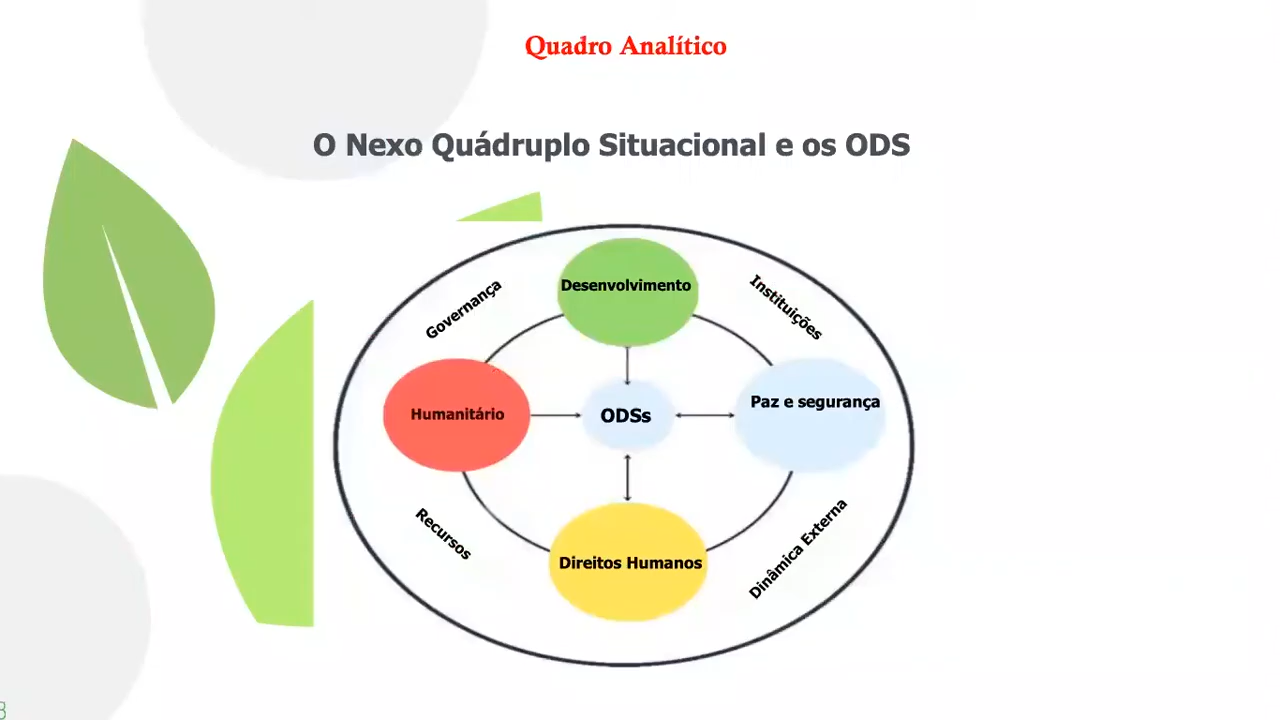 Quadro Analítico
O Nexo Quádruplo Situacional e os ODS
Desenvolvimento
Governança
Instituições
Humanitário
ODSs
Paz e segurança
Recursos
Dinâmica Externa
Direitos Humanos